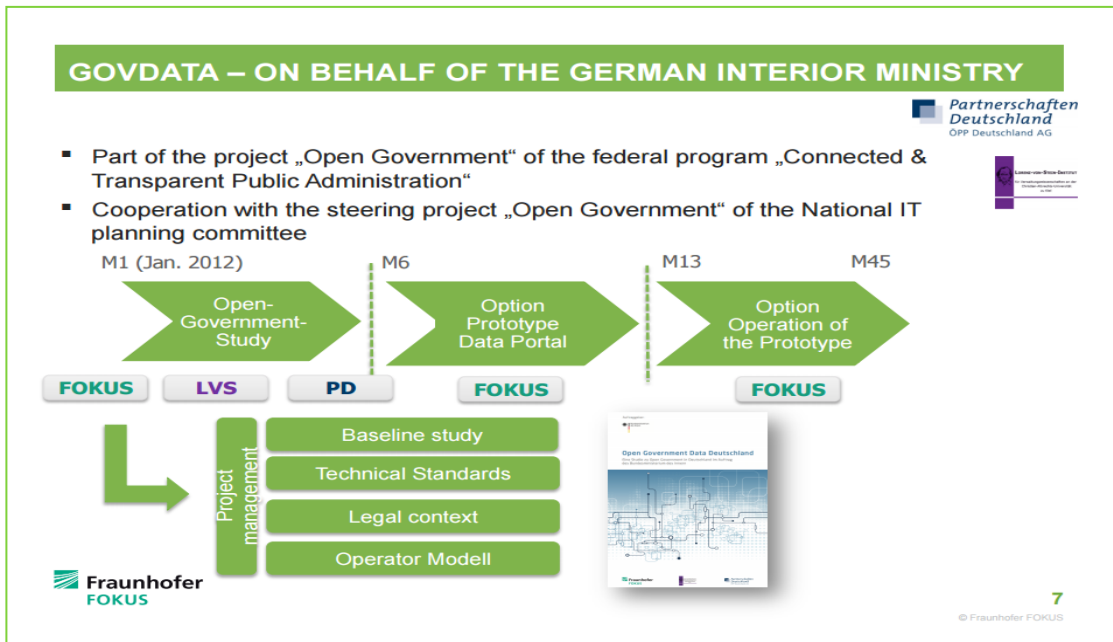 GOVDATA – ON BEHALF OF THE GERMAN INTERIOR MINISTRY
Partnerschaften
Deutschland
ÖPP Deutschland AG
▪ Part of the project „Open Government“ of the federal program „Connected &
Transparent Public Administration“
▪ Cooperation with the steering project „Open Government“ of the National IT
planning committee
LORENZ-VON-STEIN-INSTITUT
M1 (Jan. 2012)
M6
M13
M45
Open-
Government-
Study
Option
Prototype
Data Portal
Option
Operation of
the Prototype
FOKUS
LVS
PD
FOKUS
FOKUS
Project
management
Baseline study
Technical Standards
Legal context
Operator Modell
Open Government Data Deutschland
Fraunhofer
FOKUS
7
© Fraunhofer FOKUS